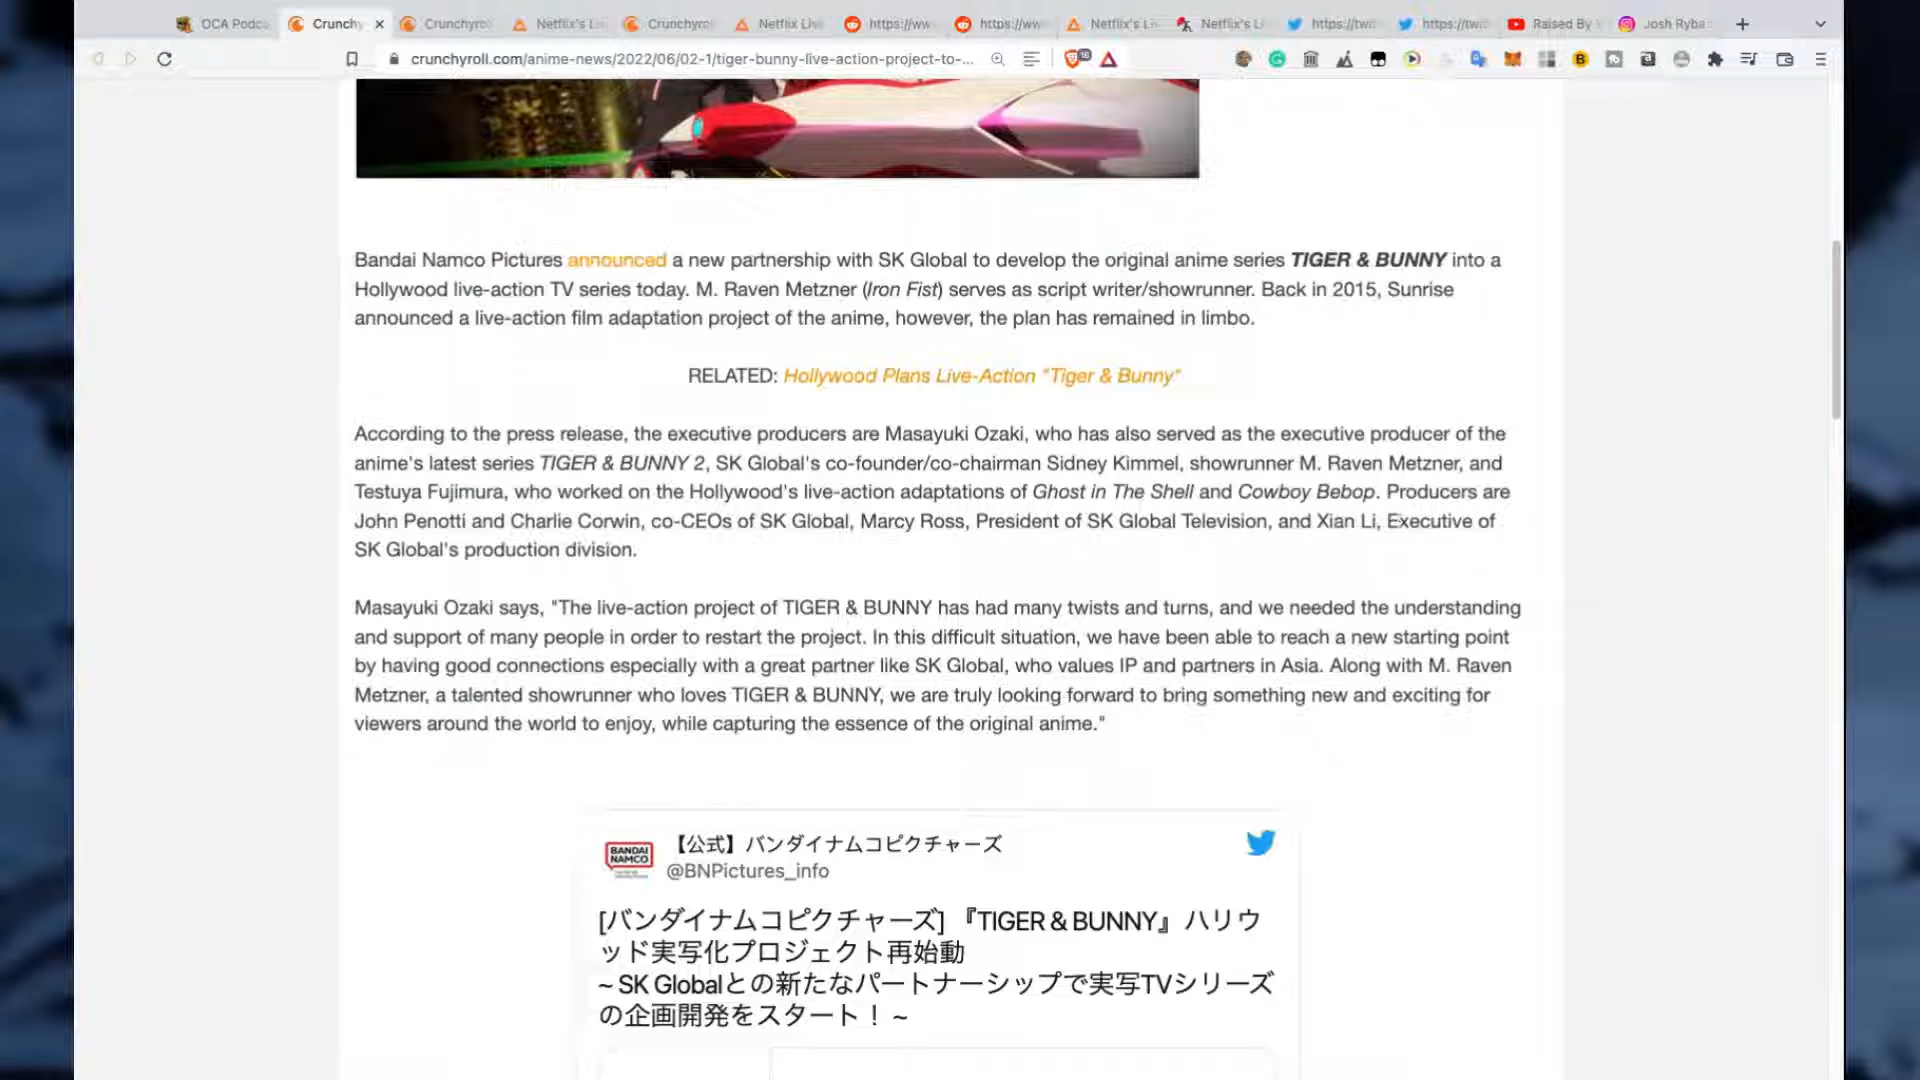 OCA Podca
Crunchy
Crunchyro
Netflix's Li
Crunchyro
Netflix Liv
https://ww
https://ww
Netflix's Li
Netflix's Li
https://twi
https://twi
Raised By
Josh Ryba
crunchyroll.com/anime-news/2022/06/02-1/tiger-bunny-live-action-project-to-...
Bandai Namco Pictures announced a new partnership with SK Global to develop the original anime series TIGER & BUNNY into a
Hollywood live-action TV series today. M. Raven Metzner (Iron Fist) serves as script writer/showrunner. Back in 2015, Sunrise
announced a live-action film adaptation project of the anime, however, the plan has remained in limbo.
RELATED: Hollywood Plans Live-Action "Tiger & Bunny"
According to the press release, the executive producers are Masayuki Ozaki, who has also served as the executive producer of the
anime's latest series TIGER & BUNNY 2, SK Global's co-founder/co-chairman Sidney Kimmel, showrunner M. Raven Metzner, and
Testuya Fujimura, who worked on the Hollywood's live-action adaptations of Ghost in The Shell and Cowboy Bebop. Producers are
John Penotti and Charlie Corwin, co-CEOs of SK Global, Marcy Ross, President of SK Global Television, and Xian Li, Executive of
SK Global's production division.
Masayuki Ozaki says, "The live-action project of TIGER & BUNNY has had many twists and turns, and we needed the understanding
and support of many people in order to restart the project. In this difficult situation, we have been able to reach a new starting point
by having good connections especially with a great partner like SK Global, who values IP and partners in Asia. Along with M. Raven
Metzner, a talented showrunner who loves TIGER & BUNNY, we are truly looking forward to bring something new and exciting for
viewers around the world to enjoy, while capturing the essence of the original anime."
BANDAI
NAMCO
【公式】バンダイナムコピクチャーズ
@BNPictures_info
[バンダイナムコピクチャーズ] 『TIGER & BUNNY』ハリウ
ッド実写化プロジェクト再始動
~ SK Globalとの新たなパートナーシップで実写TVシリーズ
の企画開発をスタート！ ~